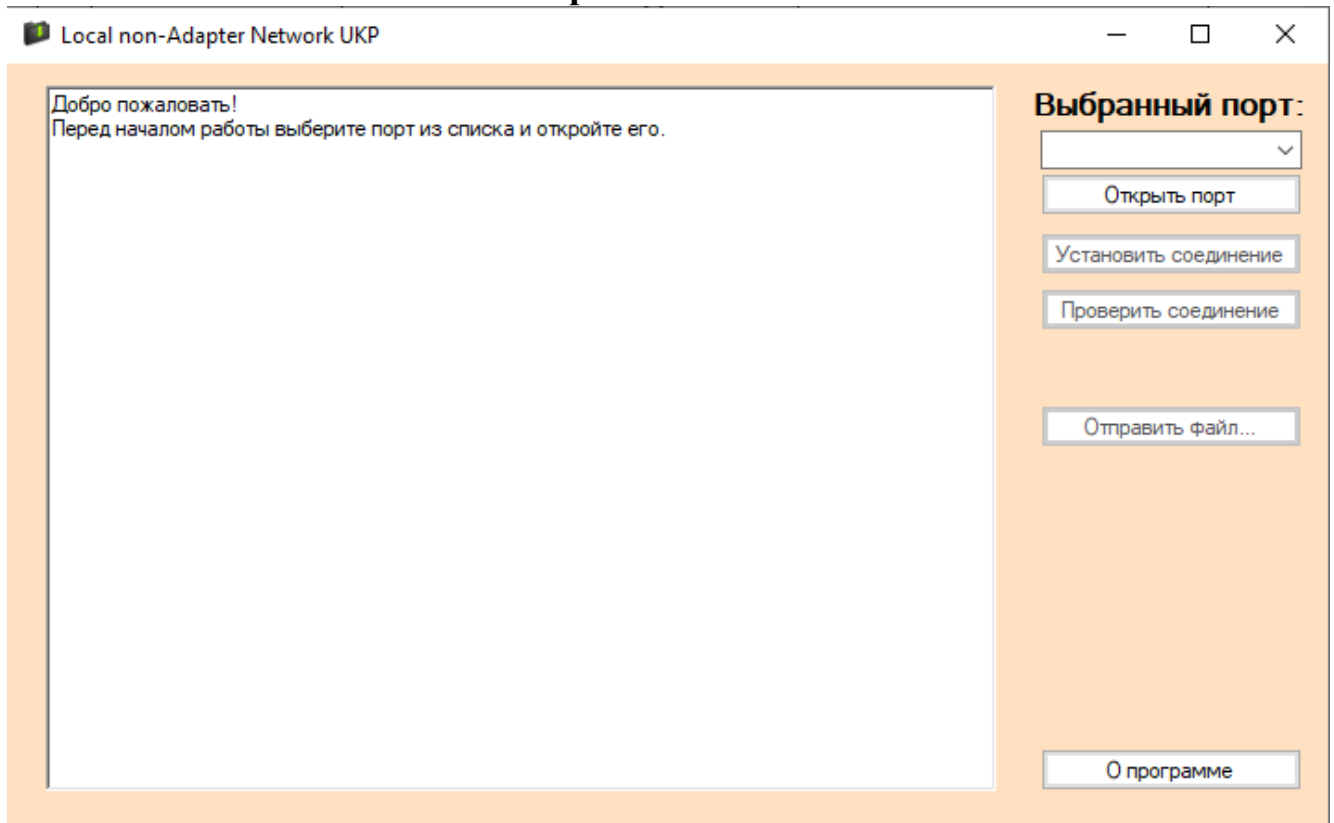 Local non-Adapter Network UKP
Добро пожаловать!
Перед началом работы выберите порт из списка и откройте его.
Выбранный порт:
Открыть порт
Установить соединение
Проверить соединение
Отправить файл...
О программе